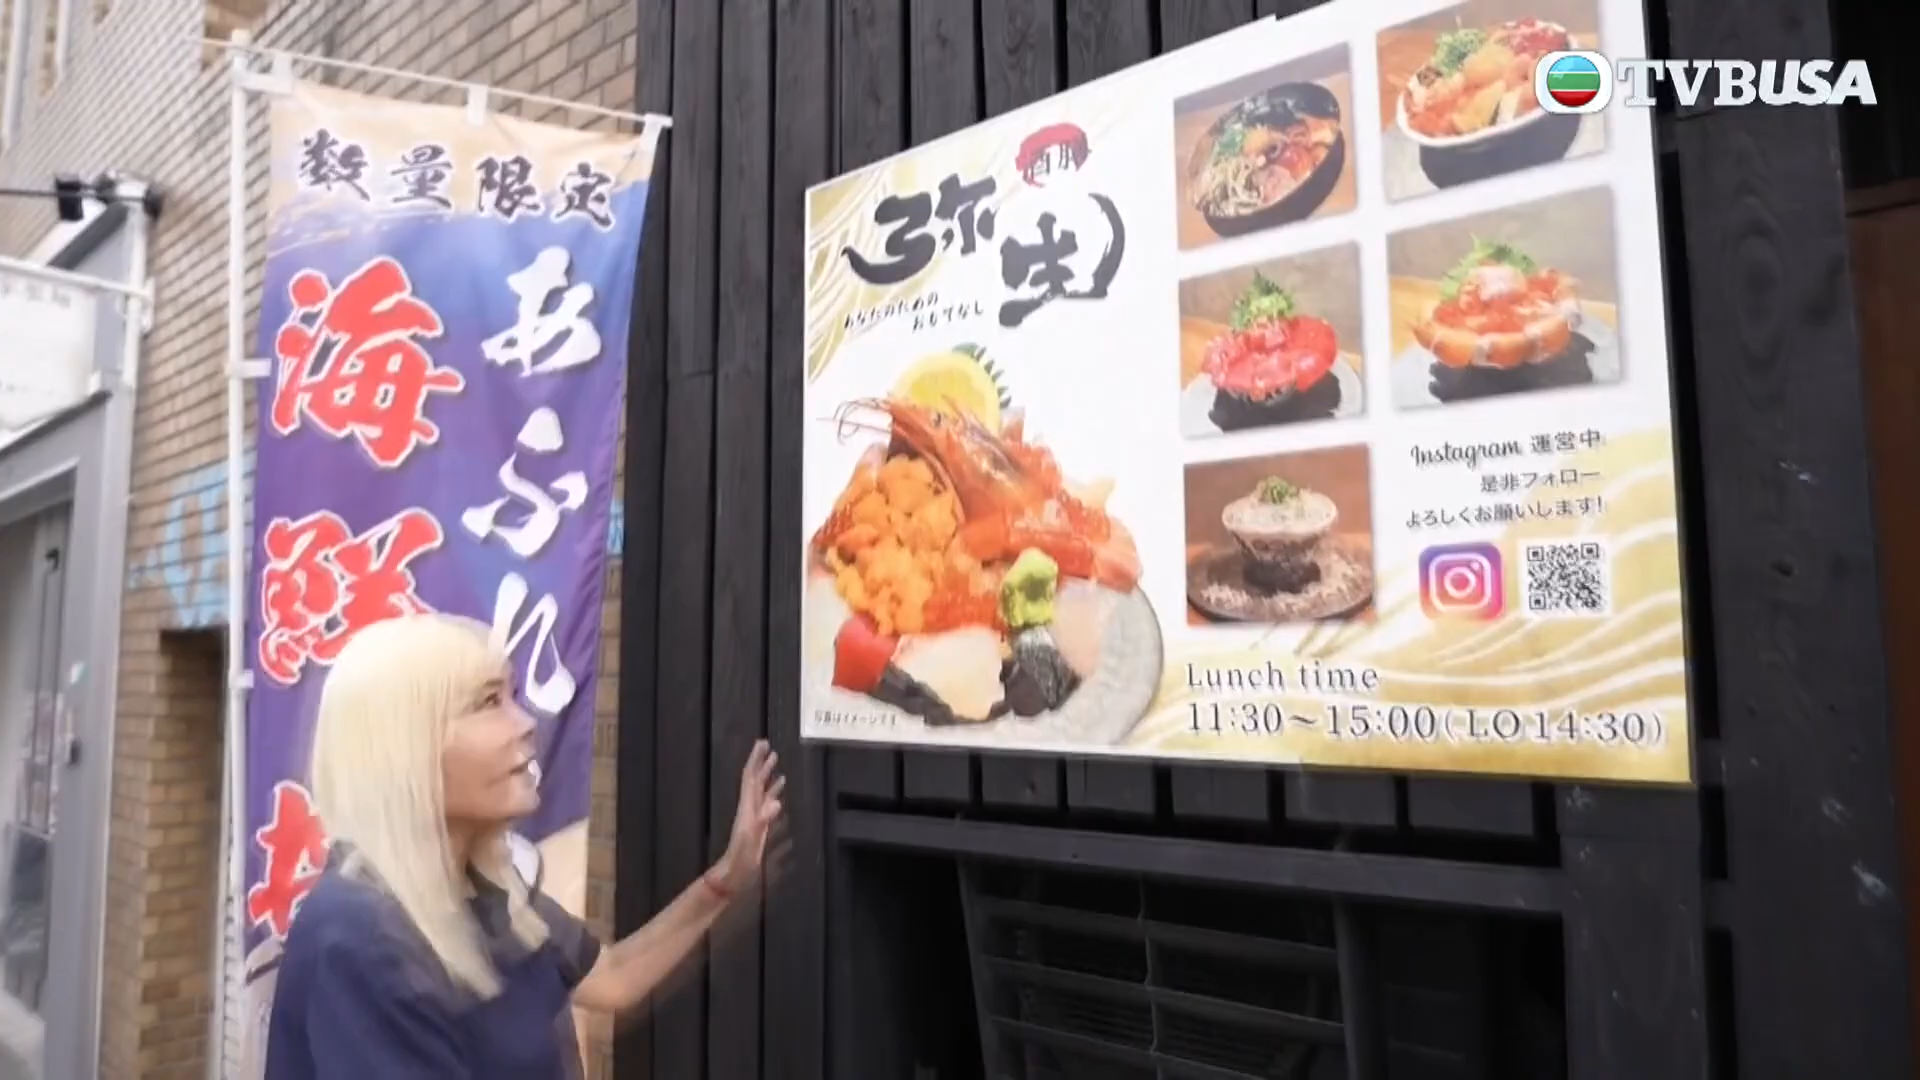 TVBUSA
数量限定
あふれ
海鮮丼
酒肆
弥生
あなたのための
おもてなし
Instagram 運営中
是非フォロー
よろしくお願いします!
写真はイメージです
Lunch time
11:30~15:00(LO 14:30)